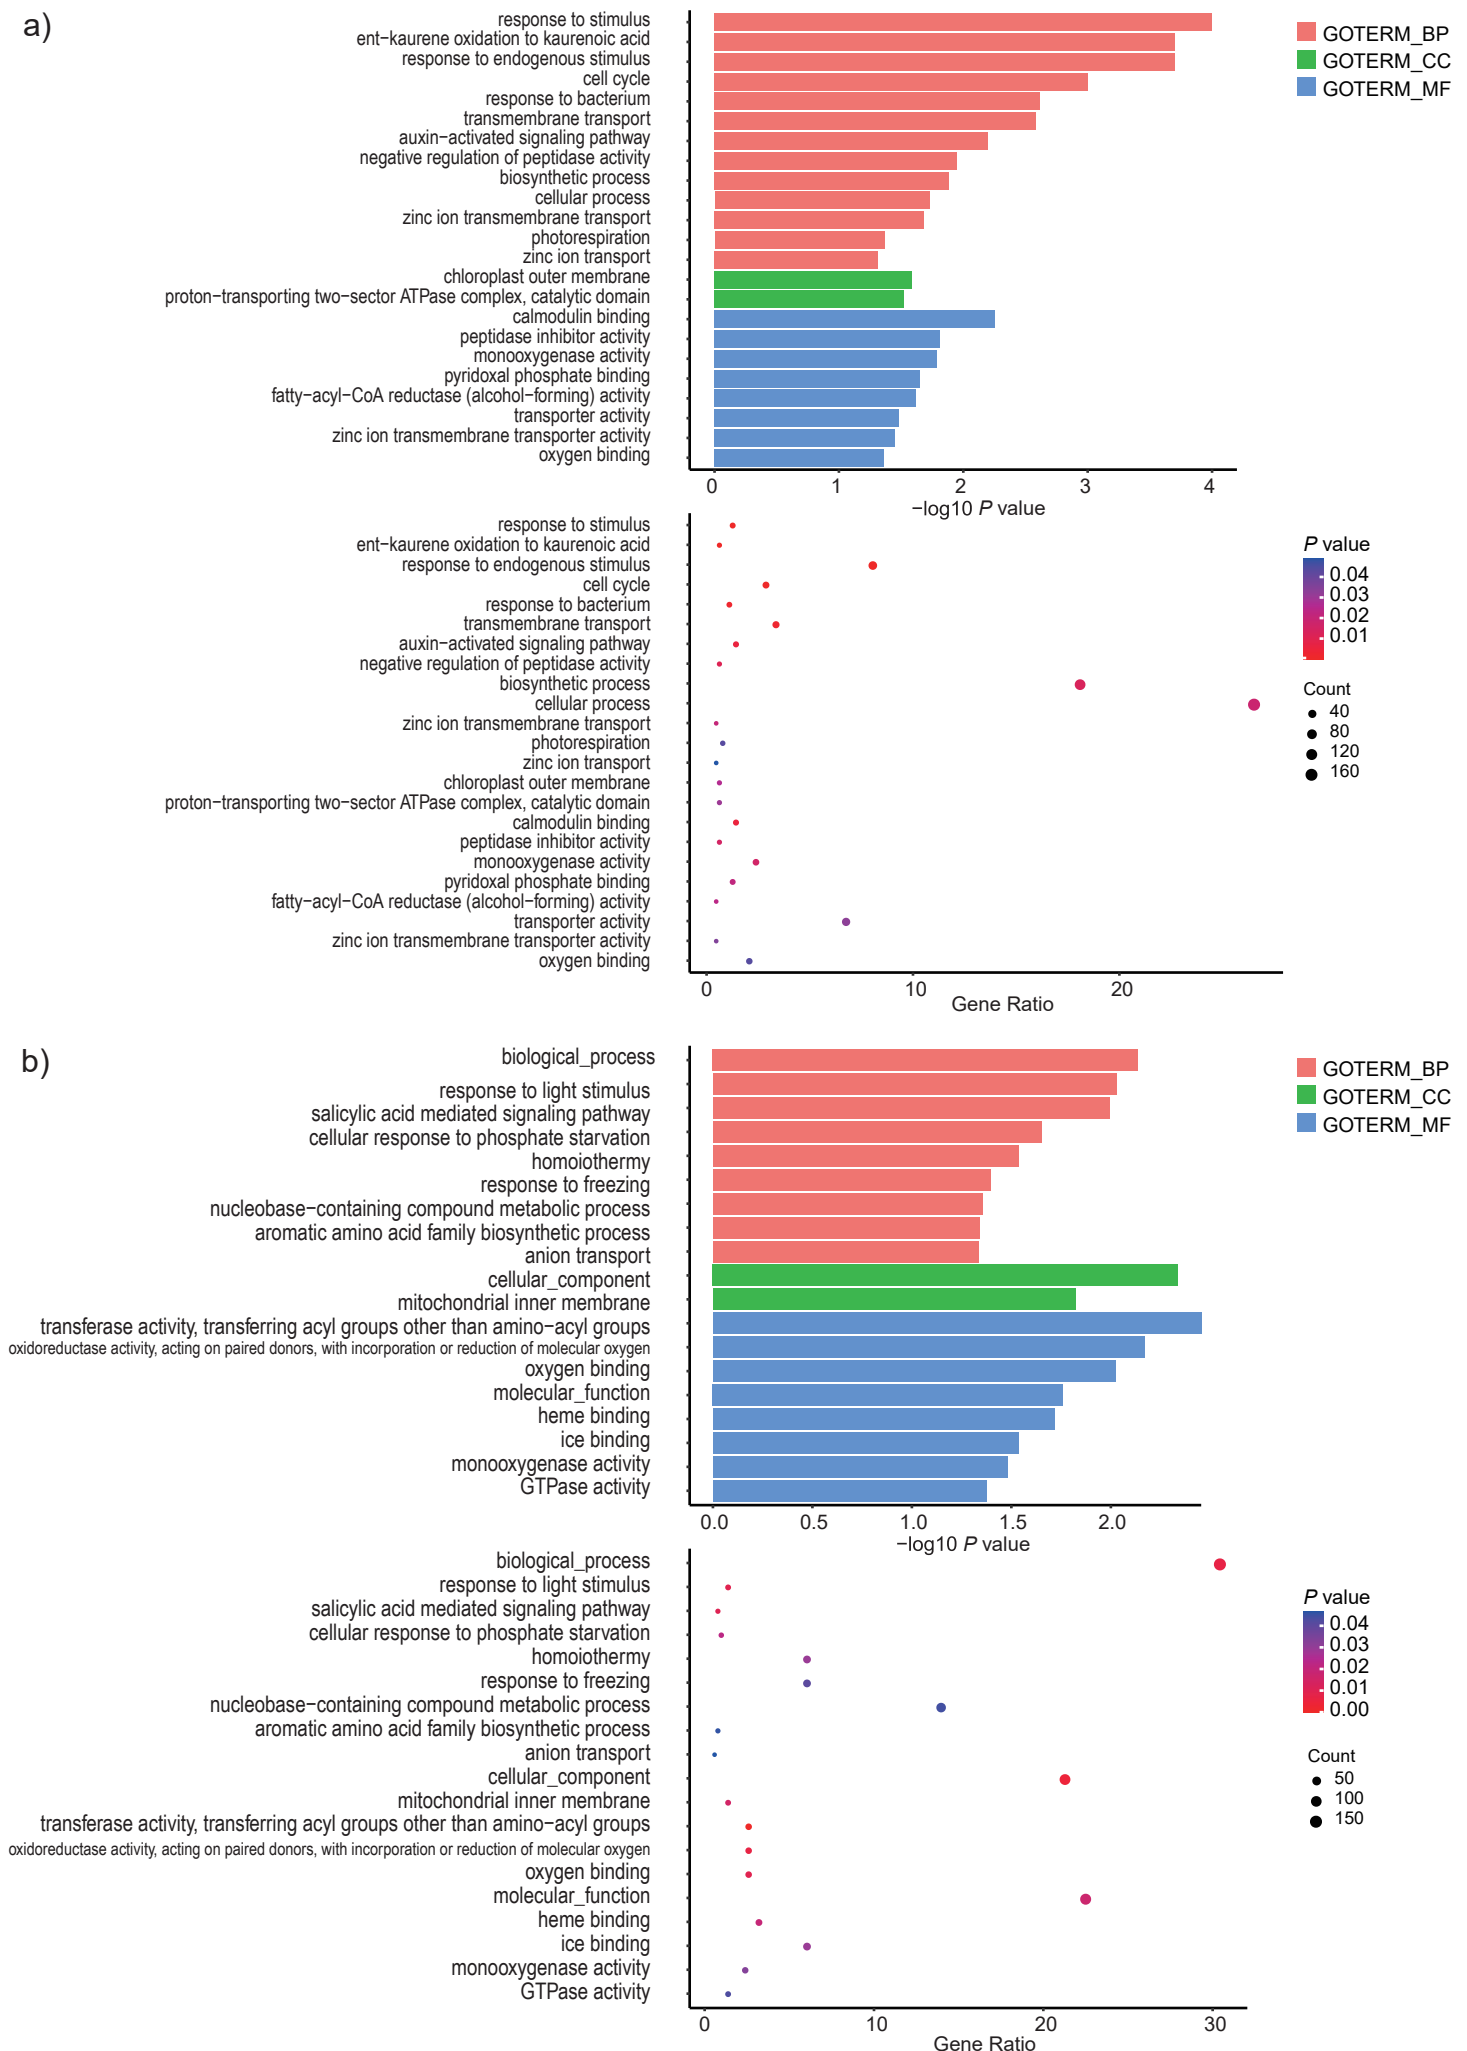 a)
response to stimulus
ent−kaurene oxidation to kaurenoic acid
response to endogenous stimulus
cell cycle
response to bacterium
transmembrane transport
auxin−activated signaling pathway
negative regulation of peptidase activity
biosynthetic process
cellular process
zinc ion transmembrane transport
photorespiration
zinc ion transport
chloroplast outer membrane
proton−transporting two−sector ATPase complex, catalytic domain
calmodulin binding
peptidase inhibitor activity
monooxygenase activity
pyridoxal phosphate binding
fatty−acyl−CoA reductase (alcohol−forming) activity
transporter activity
zinc ion transmembrane transporter activity
oxygen binding
0 1 2 3 4
−log10 P value
GOTERM_BP
GOTERM_CC
GOTERM_MF
response to stimulus
ent−kaurene oxidation to kaurenoic acid
response to endogenous stimulus
cell cycle
response to bacterium
transmembrane transport
auxin−activated signaling pathway
negative regulation of peptidase activity
biosynthetic process
cellular process
zinc ion transmembrane transport
photorespiration
zinc ion transport
chloroplast outer membrane
proton−transporting two−sector ATPase complex, catalytic domain
calmodulin binding
peptidase inhibitor activity
monooxygenase activity
pyridoxal phosphate binding
fatty−acyl−CoA reductase (alcohol−forming) activity
transporter activity
zinc ion transmembrane transporter activity
oxygen binding
0 10 20
Gene Ratio
P value
0.04
0.03
0.02
0.01
Count
40
80
120
160
b)
biological_process
response to light stimulus
salicylic acid mediated signaling pathway
cellular response to phosphate starvation
homoiothermy
response to freezing
nucleobase−containing compound metabolic process
aromatic amino acid family biosynthetic process
anion transport
cellular_component
mitochondrial inner membrane
transferase activity, transferring acyl groups other than amino−acyl groups
oxidoreductase activity, acting on paired donors, with incorporation or reduction of molecular oxygen
oxygen binding
molecular_function
heme binding
ice binding
monooxygenase activity
GTPase activity
0.0 0.5 1.0 1.5 2.0
−log10 P value
GOTERM_BP
GOTERM_CC
GOTERM_MF
biological_process
response to light stimulus
salicylic acid mediated signaling pathway
cellular response to phosphate starvation
homoiothermy
response to freezing
nucleobase−containing compound metabolic process
aromatic amino acid family biosynthetic process
anion transport
cellular_component
mitochondrial inner membrane
transferase activity, transferring acyl groups other than amino−acyl groups
oxidoreductase activity, acting on paired donors, with incorporation or reduction of molecular oxygen
oxygen binding
molecular_function
heme binding
ice binding
monooxygenase activity
GTPase activity
0 10 20 30
Gene Ratio
P value
0.04
0.03
0.02
0.01
0.00
Count
50
100
150